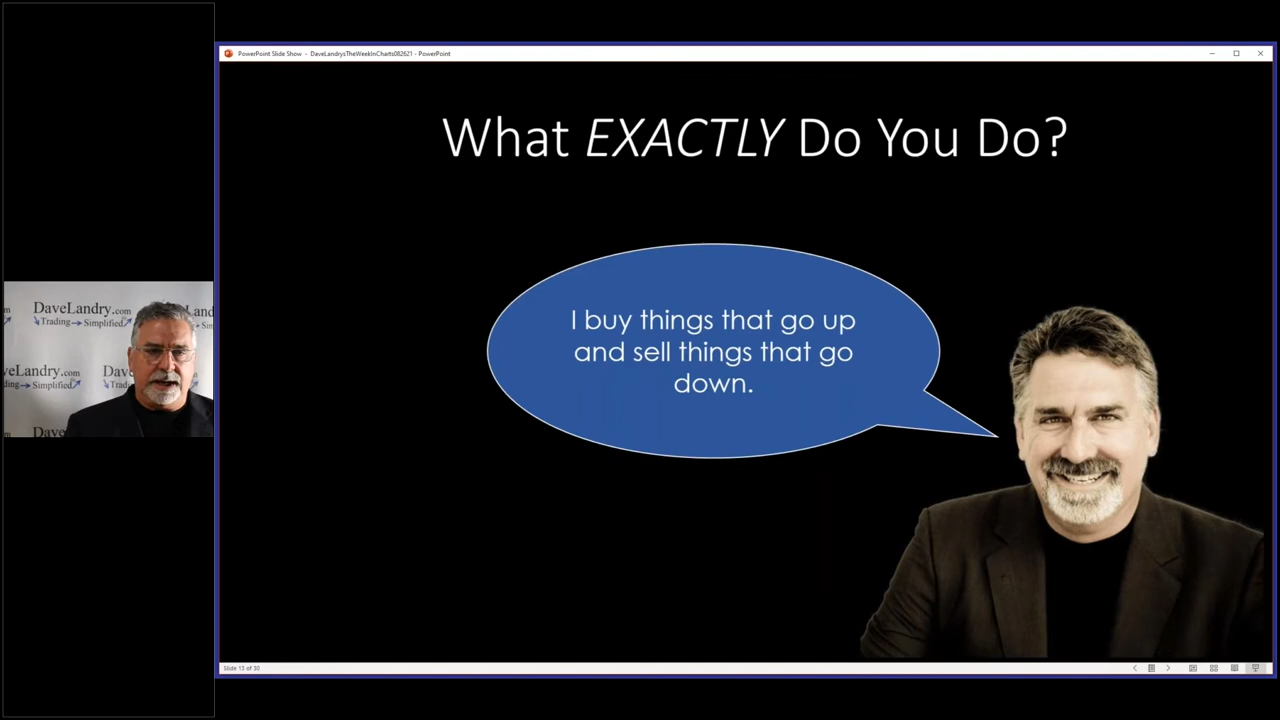 PowerPoint Slide Show - DaveLandrysTheWeekInCharts082621 - PowerPoint
What EXACTLY Do You Do?
I buy things that go up
and sell things that go
down.
DaveLandry.com
Trading Simplified
Slide 13 of 30